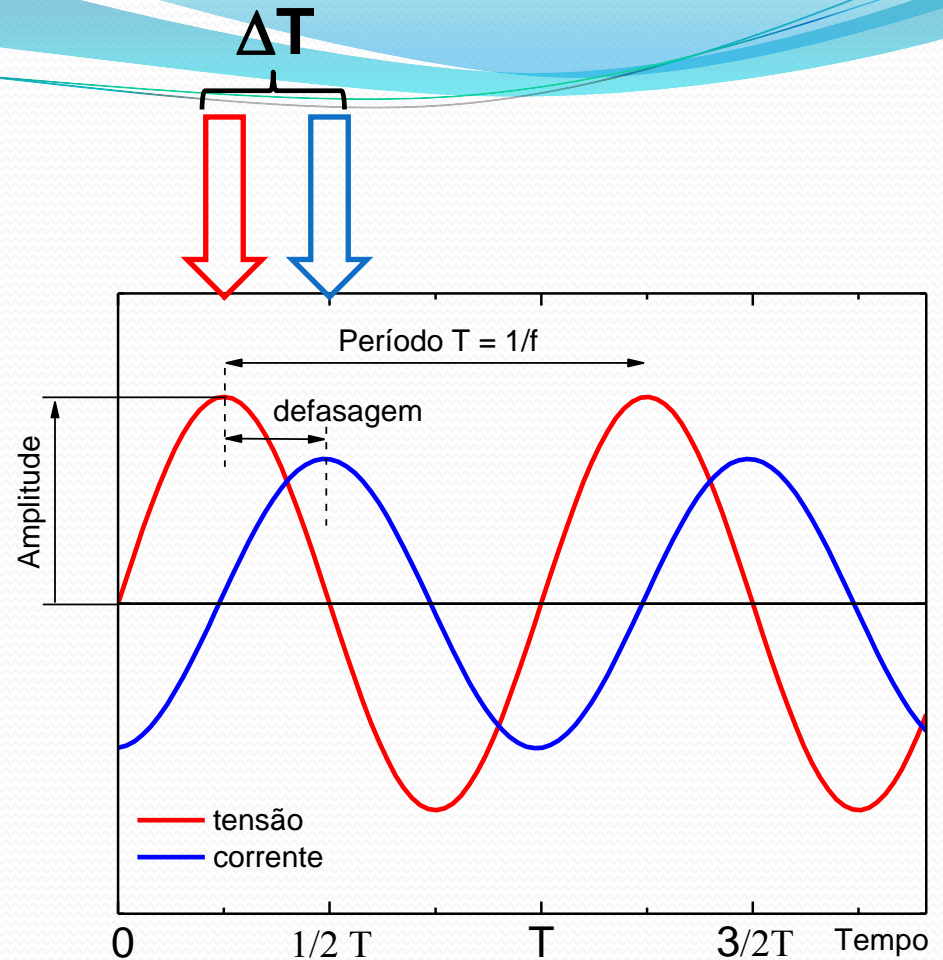 ΔT
Período T = 1/f
defasagem
Amplitude
tensão
corrente
0 1/2 T T 3/2T Tempo